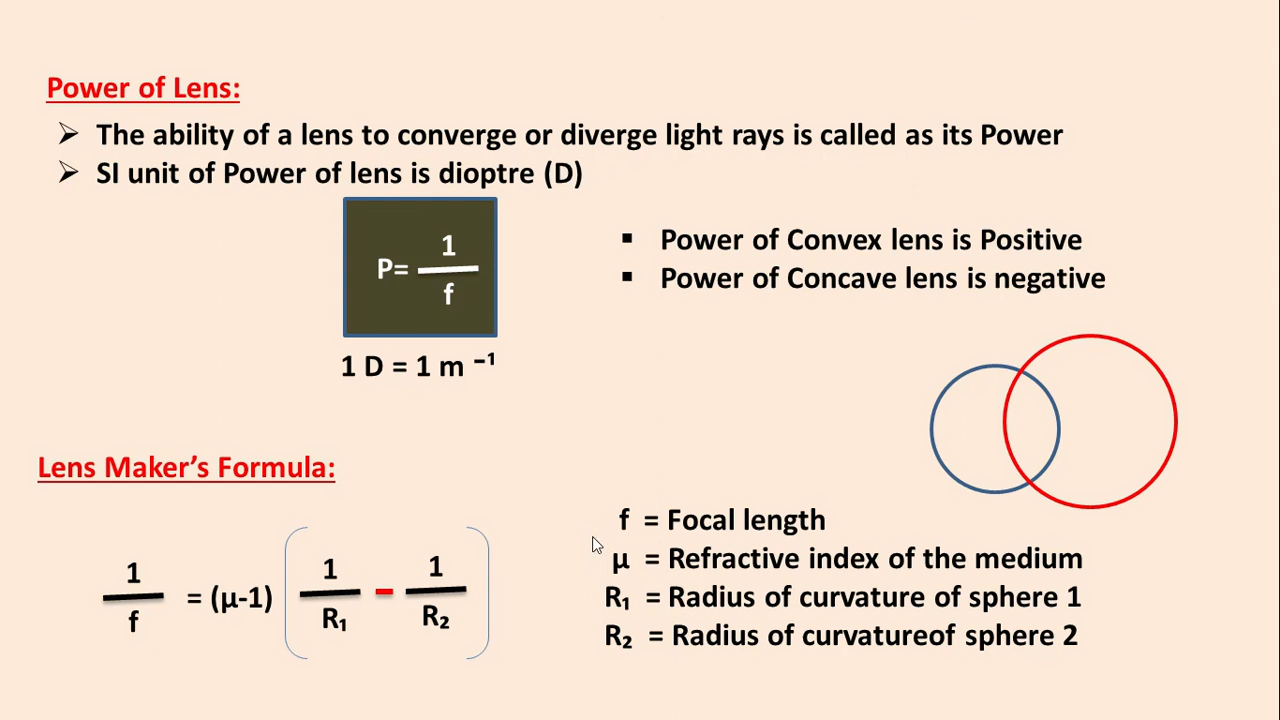 Power of Lens:
➢ The ability of a lens to converge or diverge light rays is called as its Power
➢ SI unit of Power of lens is dioptre (D)
P= 1/f
1 D = 1 m ⁻¹
▪ Power of Convex lens is Positive
▪ Power of Concave lens is negative
Lens Maker’s Formula:
1/f = (µ-1) (1/R₁ - 1/R₂)
f = Focal length
µ = Refractive index of the medium
R₁ = Radius of curvature of sphere 1
R₂ = Radius of curvatureof sphere 2